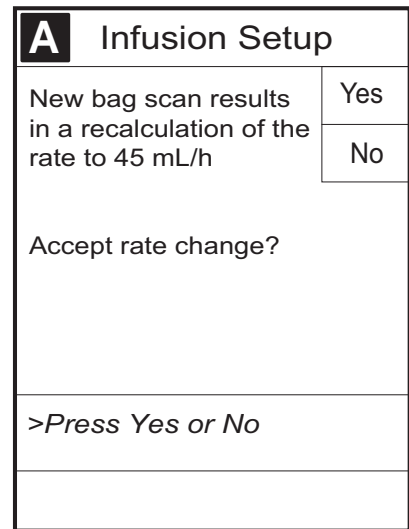 A Infusion Setup
New bag scan results
in a recalculation of the
rate to 45 mL/h
Yes
No
Accept rate change?
>Press Yes or No